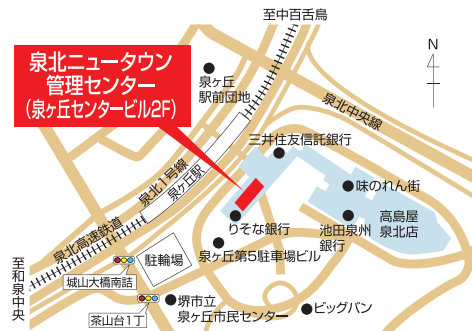 至中百舌鳥
泉北ニュータウン
管理センター
(泉ヶ丘センタービル2F)
泉ヶ丘
駅前団地
N
泉北中央線
三井住友信託銀行
泉北1号線
泉ヶ丘駅
味のれん街
りそな銀行
池田泉州
銀行
高島屋
泉北店
泉北高速鉄道
泉ヶ丘第5駐車場ビル
駐輪場
至和泉中央
城山大橋南詰
茶山台1丁
堺市立
泉ヶ丘市民センター
ビッグバン